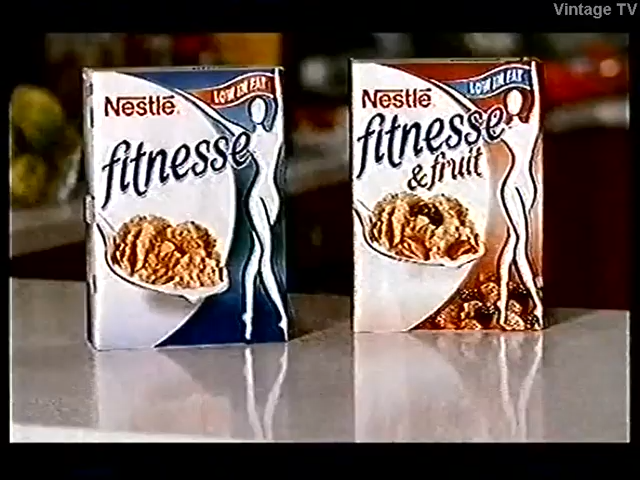 Vintage TV
Nestlé
LOW IN FAT
fitnesse
Nestlé
LOW IN FAT
fitnesse
& fruit